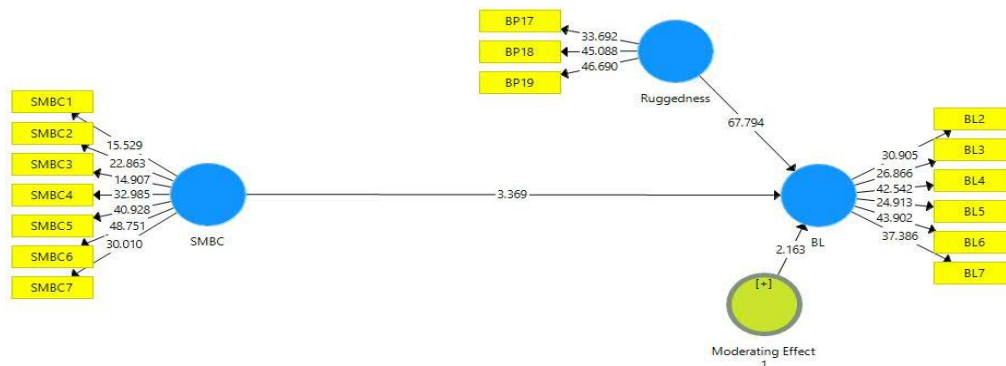 BP17
33.692
BP18
45.088
BP19
46.690
Ruggedness
67.794
SMBC1
15.529
SMBC2
22.863
SMBC3
14.907
SMBC4
32.985
SMBC5
40.928
SMBC6
48.751
SMBC7
30.010
SMBC
3.369
BL2
30.905
BL3
26.866
BL4
42.542
BL5
24.913
BL6
43.902
BL7
37.386
BL
2.163
[+]
Moderating Effect
1